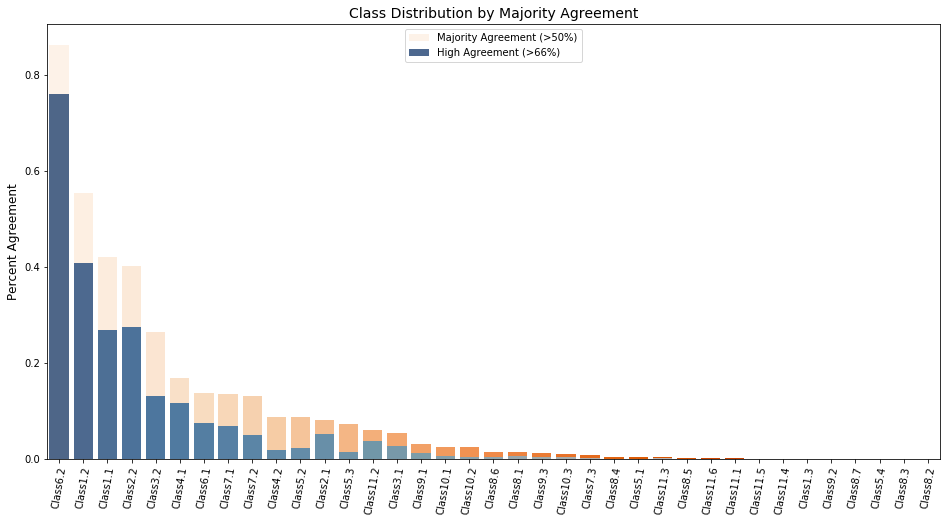 Class Distribution by Majority Agreement
Majority Agreement (>50%)
High Agreement (>66%)
Percent Agreement
0.8
0.6
0.4
0.2
0.0
Class6.2
Class1.2
Class1.1
Class2.2
Class3.2
Class4.1
Class6.1
Class7.1
Class7.2
Class4.2
Class5.2
Class2.1
Class5.3
Class11.2
Class3.1
Class9.1
Class10.1
Class10.2
Class8.6
Class8.1
Class9.3
Class10.3
Class7.3
Class8.4
Class5.1
Class11.3
Class8.5
Class11.6
Class11.1
Class11.5
Class11.4
Class1.3
Class9.2
Class8.7
Class5.4
Class8.3
Class8.2